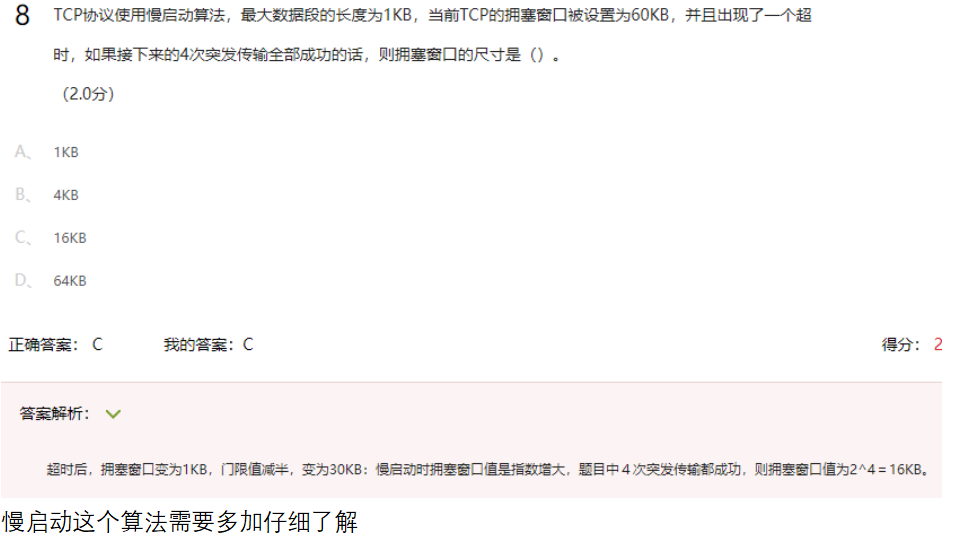 8 TCP协议使用慢启动算法，最大数据段的长度为1KB，当前TCP的拥塞窗口被设置为60KB，并且出现了一个超
时，如果接下来的4次突发传输全部成功的话，则拥塞窗口的尺寸是（）。
（2.0分）
A、 1KB
B、 4KB
C、 16KB
D、 64KB
正确答案： C 我的答案：C 得分： 2
答案解析：
超时后，拥塞窗口变为1KB，门限值减半，变为30KB：慢启动时拥塞窗口值是指数增大，题目中４次突发传输都成功，则拥塞窗口值为2^4＝16KB。
慢启动这个算法需要多加仔细了解